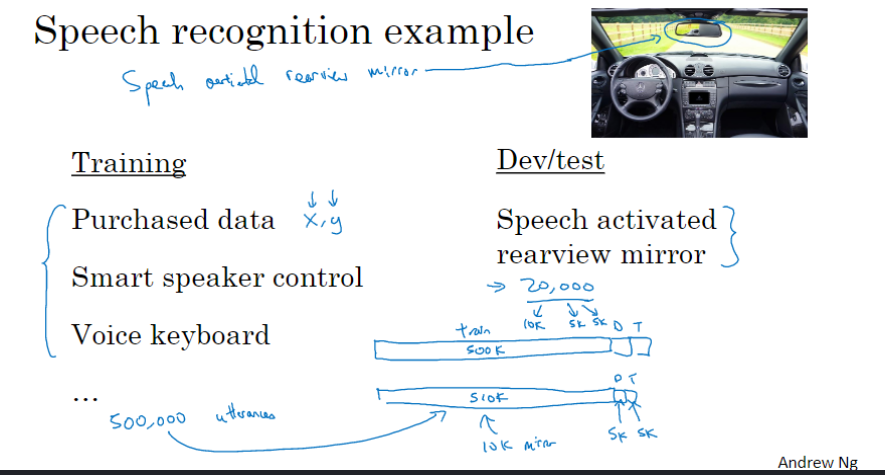 Speech recognition example
Speech activated rearview mirror
Training
Dev/test
Purchased data x, y
Speech activated
rearview mirror
Smart speaker control
20,000
10K 5K 5K D T
Voice keyboard
train
500K
D T
...
510K
500,000 utterances
10K mirror
5K 5K
Andrew Ng